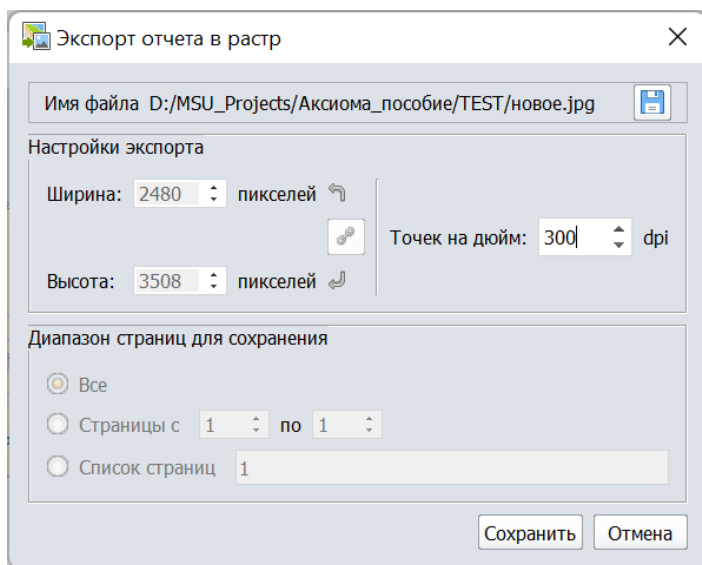 Экспорт отчета в растр
Имя файла D:/MSU_Projects/Аксиома_пособие/TEST/новое.jpg
Настройки экспорта
Ширина: 2480 пикселей
Точек на дюйм: 300 dpi
Высота: 3508 пикселей
Диапазон страниц для сохранения
Все
Страницы с 1 по 1
Список страниц 1
Сохранить Отмена